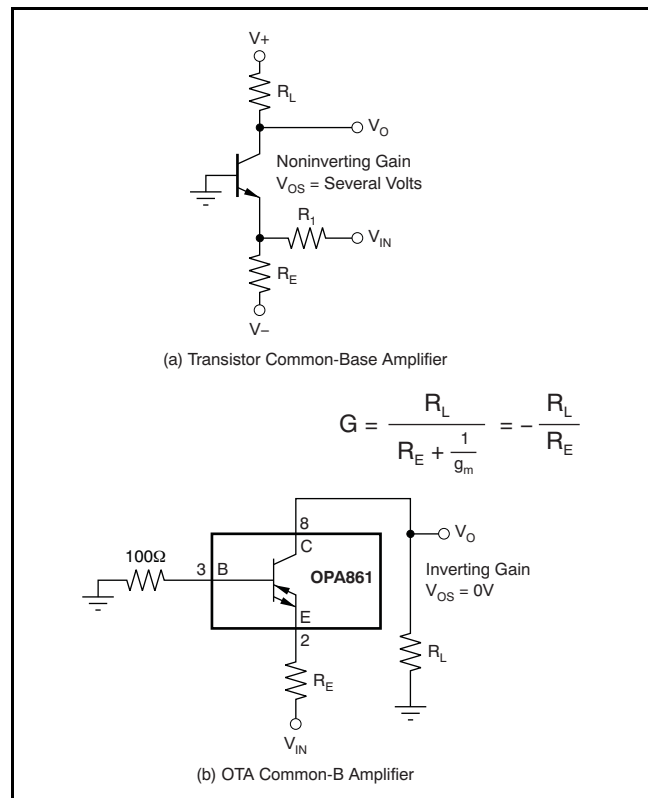 V+
R_L
V_O
Noninverting Gain
V_OS = Several Volts
R_1
V_IN
R_E
V−
(a) Transistor Common-Base Amplifier
G = R_L / (R_E + 1/g_m) = − R_L / R_E
8
V_O
C
100Ω
3 B
OPA861
Inverting Gain
V_OS = 0V
E
2
R_L
R_E
V_IN
(b) OTA Common-B Amplifier